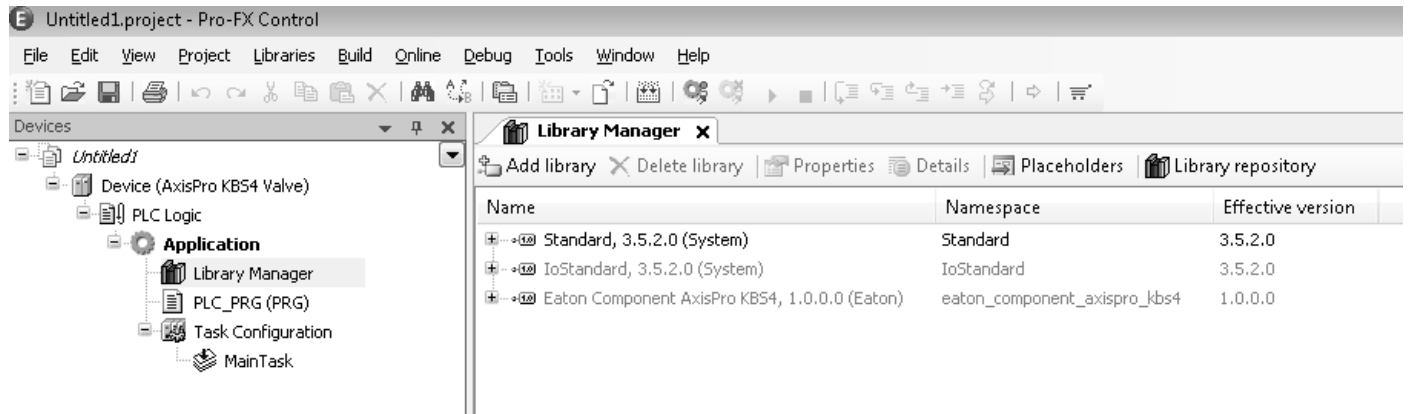 Untitled1.project - Pro-FX Control
File Edit View Project Libraries Build Online Debug Tools Window Help
Devices
Untitled1
Device (AxisPro KBS4 Valve)
PLC Logic
Application
Library Manager
PLC_PRG (PRG)
Task Configuration
MainTask
Library Manager
Add library Delete library Properties Details Placeholders Library repository
Name Namespace Effective version
Standard, 3.5.2.0 (System) Standard 3.5.2.0
IoStandard, 3.5.2.0 (System) IoStandard 3.5.2.0
Eaton Component AxisPro KBS4, 1.0.0.0 (Eaton) eaton_component_axispro_kbs4 1.0.0.0